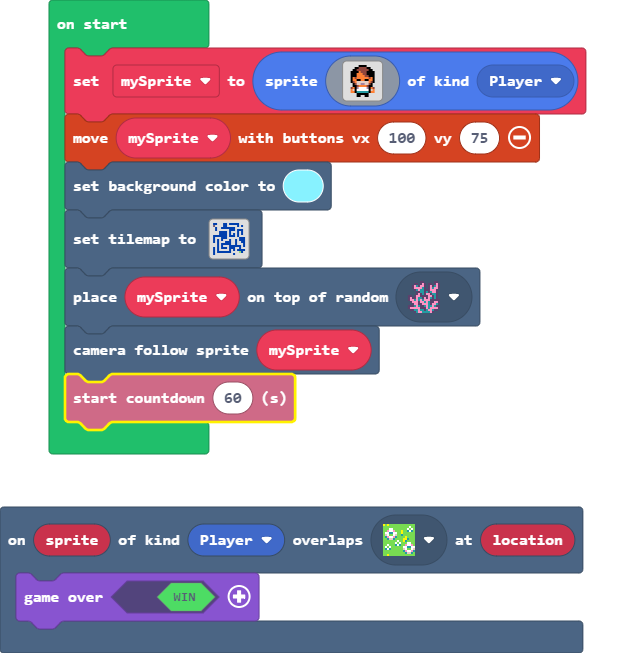 on start
set mySprite to sprite of kind Player
move mySprite with buttons vx 100 vy 75
set background color to
set tilemap to
place mySprite on top of random
camera follow sprite mySprite
start countdown 60 (s)
on sprite of kind Player overlaps at location
game over WIN